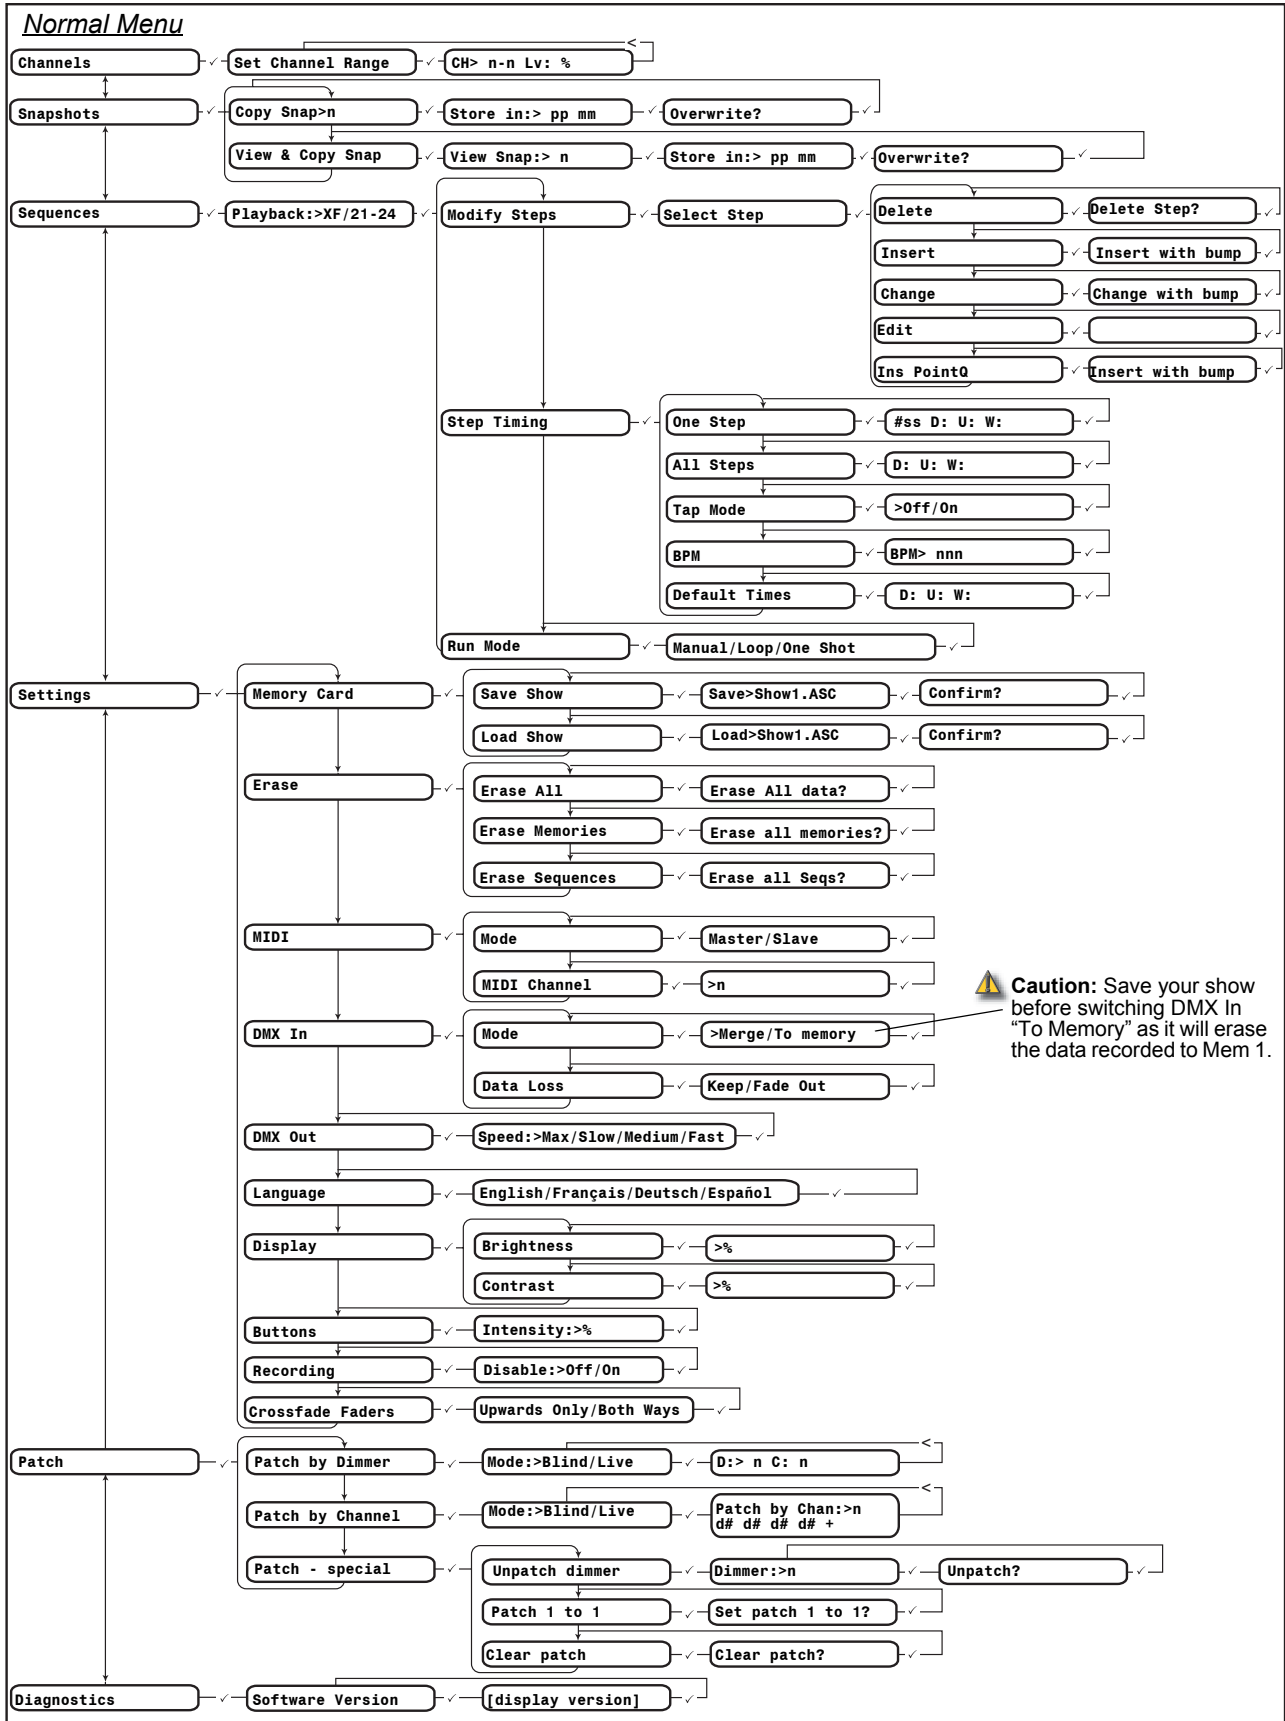 Normal Menu
Channels
Set Channel Range
CH> n-n Lv: %
<
Snapshots
Copy Snap>n
Store in:> pp mm
Overwrite?
View & Copy Snap
View Snap:> n
Store in:> pp mm
Overwrite?
Sequences
Playback:>XF/21-24
Modify Steps
Select Step
Delete
Delete Step?
Insert
Insert with bump
Change
Change with bump
Edit
Ins PointQ
Insert with bump
Step Timing
One Step
#ss D: U: W:
All Steps
D: U: W:
Tap Mode
>Off/On
BPM
BPM> nnn
Default Times
D: U: W:
Run Mode
Manual/Loop/One Shot
Settings
Memory Card
Save Show
Save>Show1.ASC
Confirm?
Load Show
Load>Show1.ASC
Confirm?
Erase
Erase All
Erase All data?
Erase Memories
Erase all memories?
Erase Sequences
Erase all Seqs?
MIDI
Mode
Master/Slave
MIDI Channel
>n
DMX In
Mode
>Merge/To memory
Caution: Save your show
before switching DMX In
“To Memory” as it will erase
the data recorded to Mem 1.
Data Loss
Keep/Fade Out
DMX Out
Speed:>Max/Slow/Medium/Fast
Language
English/Français/Deutsch/Español
Display
Brightness
>%
Contrast
>%
Buttons
Intensity:>%
Recording
Disable:>Off/On
Crossfade Faders
Upwards Only/Both Ways
Patch
Patch by Dimmer
Mode:>Blind/Live
D:> n C: n
<
Patch by Channel
Mode:>Blind/Live
Patch by Chan:>n
d# d# d# d# +
<
Patch - special
Unpatch dimmer
Dimmer:>n
Unpatch?
Patch 1 to 1
Set patch 1 to 1?
Clear patch
Clear patch?
Diagnostics
Software Version
[display version]